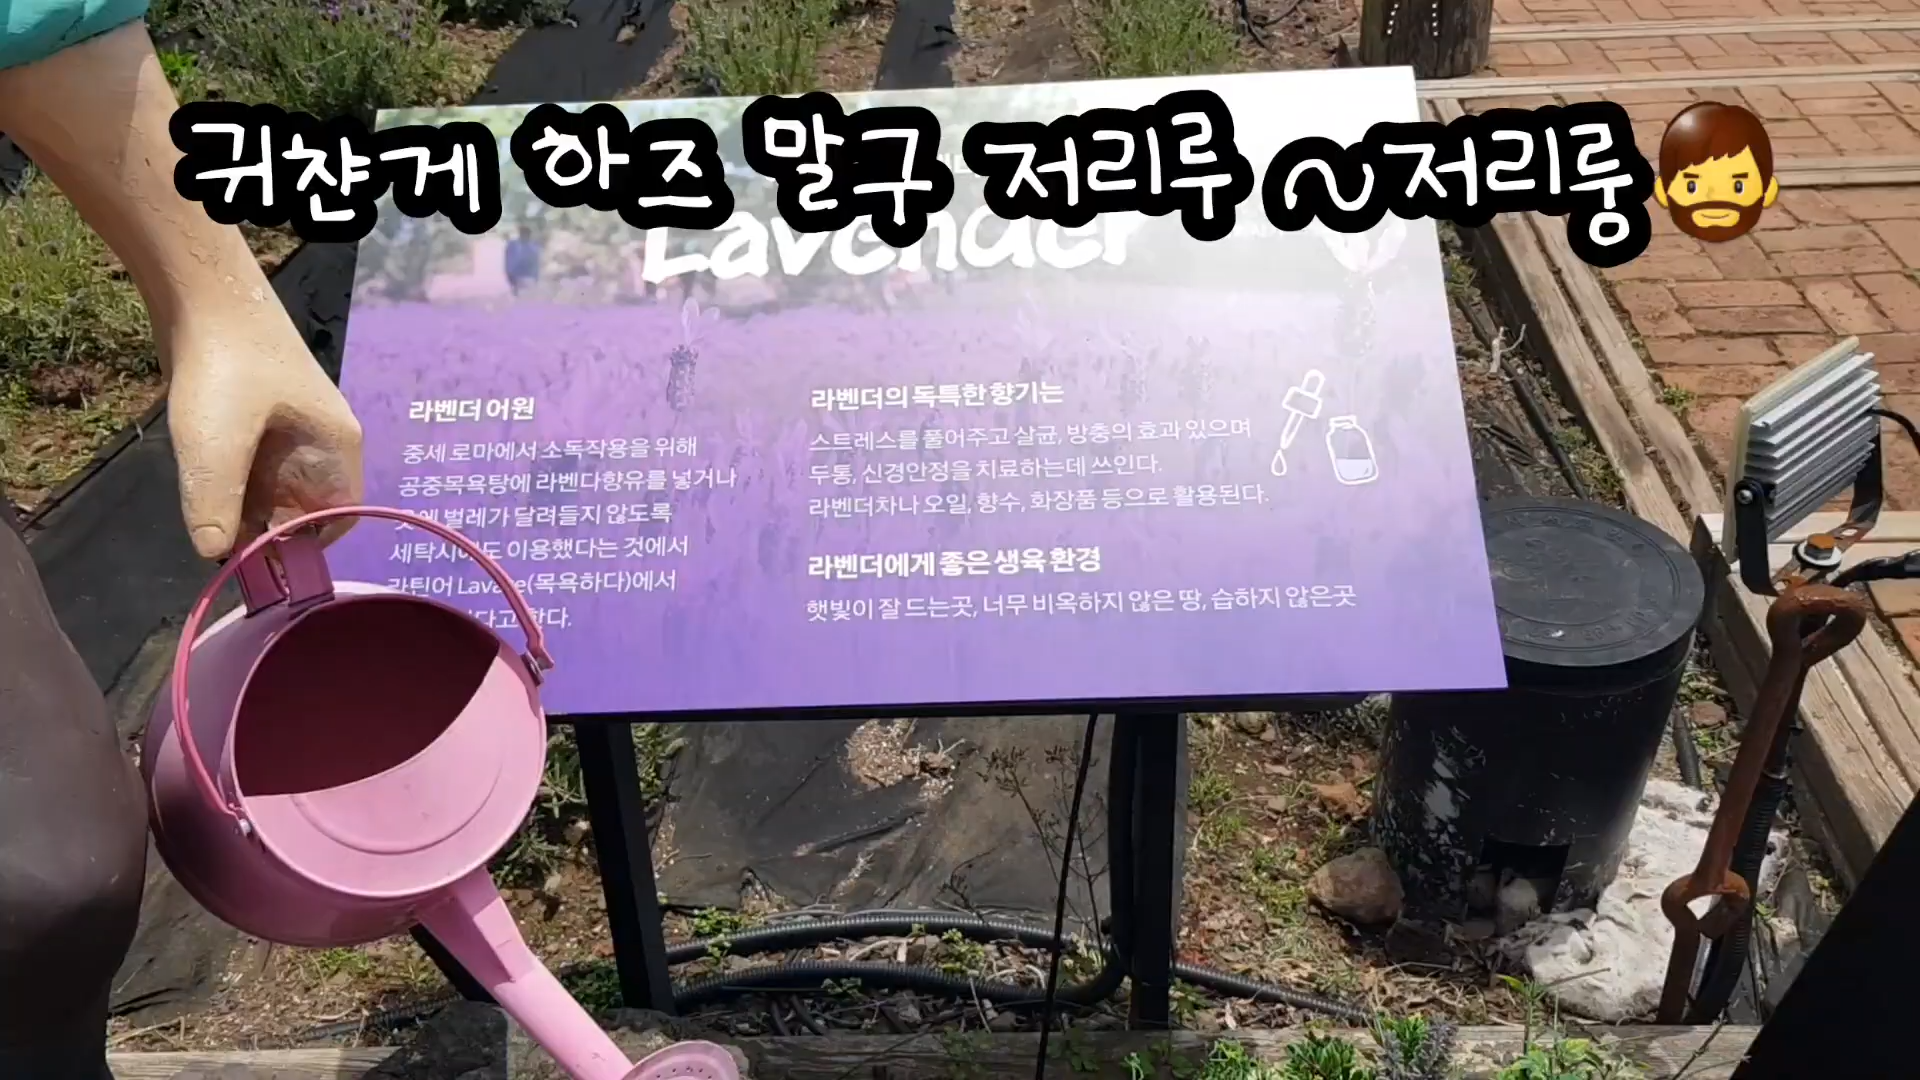 귀챤게 하즈 말구 저리루 ~저리룽
Lavender
라벤더 어원
중세 로마에서 소독작용을 위해
공중목욕탕에 라벤다향유를 넣거나
벌레가 달려들지 않도록
세탁시에도 이용했다는 것에서
라틴어 Lavare(목욕하다)에서
한다.
라벤더의 독특한 향기는
스트레스를 풀어주고 살균, 방충의 효과 있으며
두통, 신경안정을 치료하는데 쓰인다.
라벤더차나 오일, 향수, 화장품 등으로 활용된다.
라벤더에게 좋은 생육 환경
햇빛이 잘 드는곳, 너무 비옥하지 않은 땅, 습하지 않은곳